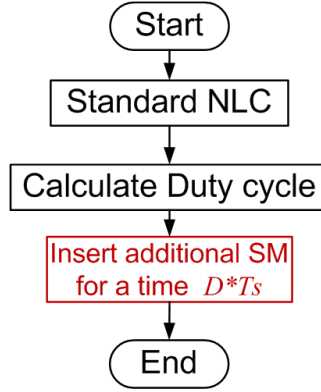 Start
Standard NLC
Calculate Duty cycle
Insert additional SM
for a time D*Ts
End